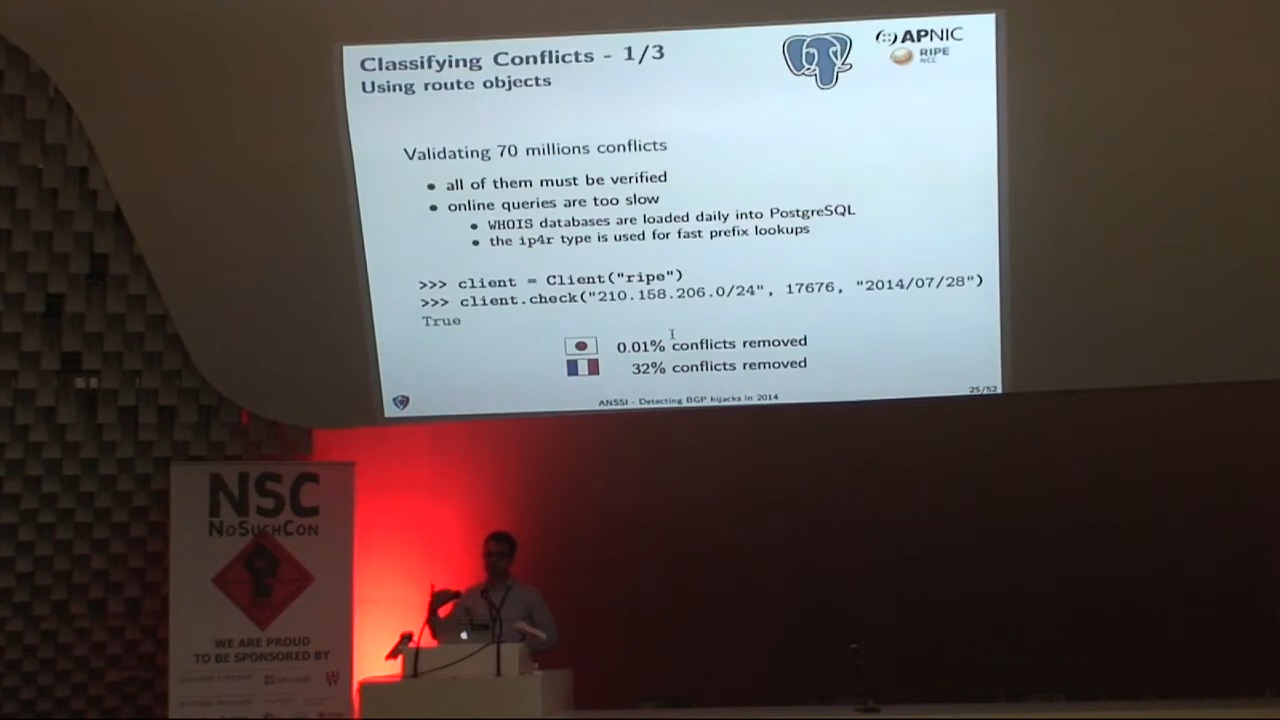 Classifying Conflicts - 1/3
Using route objects
(::) APNIC
RIPE
NCC
Validating 70 millions conflicts
• all of them must be verified
• online queries are too slow
• WHOIS databases are loaded daily into PostgreSQL
• the ip4r type is used for fast prefix lookups
>>> client = Client("ripe")
>>> client.check("210.158.206.0/24", 17676, "2014/07/28")
True
0.01% conflicts removed
32% conflicts removed
ANSSI - Detecting BGP hijacks in 2014
25/52
NSC
NoSuchCon
WE ARE PROUD
TO BE SPONSORED BY